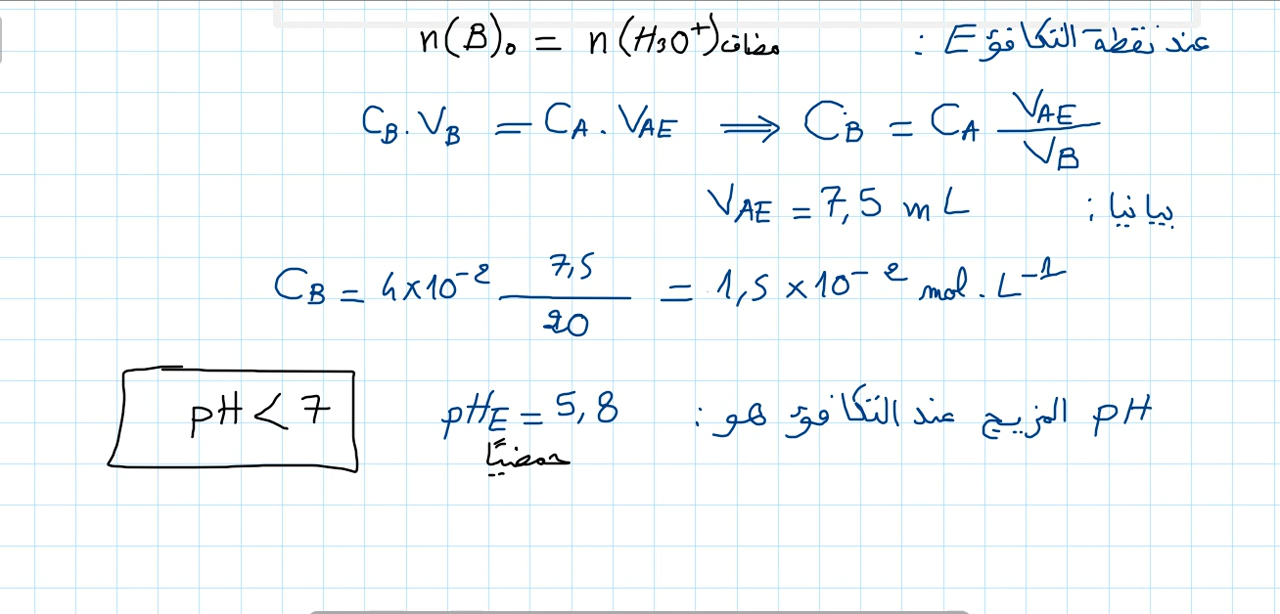 عند نقطة التكافؤ E : n(B)₀ = n(H₃O⁺)مضاف
C_B . V_B = C_A . V_AE ⟹ C_B = C_A V_AE / V_B
بيانيا : V_AE = 7,5 mL
C_B = 4×10⁻² 7,5 / 20 = 1,5 ×10⁻² mol . L⁻¹
pH المزيج عند التكافؤ هو : pH_E = 5,8
حمضيًا
pH < 7